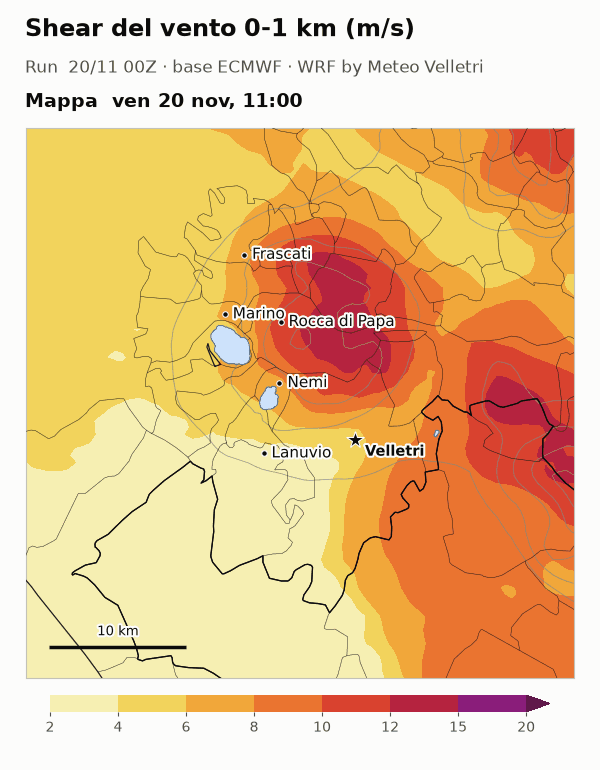 Shear del vento 0-1 km (m/s)
Run  20/11 00Z · base ECMWF · WRF by Meteo Velletri
Mappa  ven 20 nov, 11:00
Frascati
Marino
Rocca di Papa
Nemi
Velletri
Lanuvio
10 km
2 4 6 8 10 12 15 20